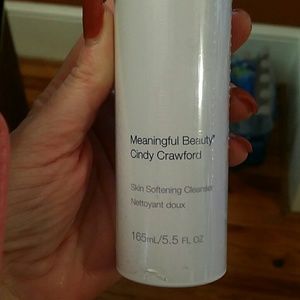 Meaningful Beauty®
Cindy Crawford
Skin Softening Cleanser
Nettoyant doux
165mL/5.5 FL OZ